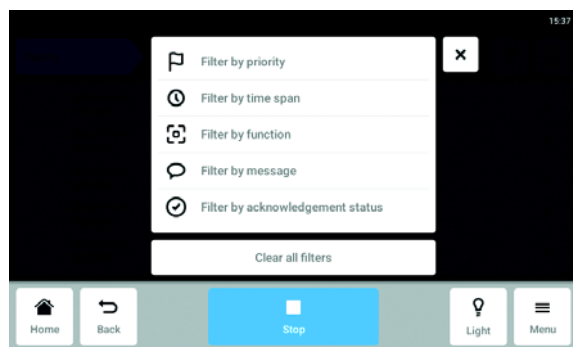 15:37
Filter by priority
Filter by time span
Filter by function
Filter by message
Filter by acknowledgement status
Clear all filters
Home
Back
Stop
Light
Menu